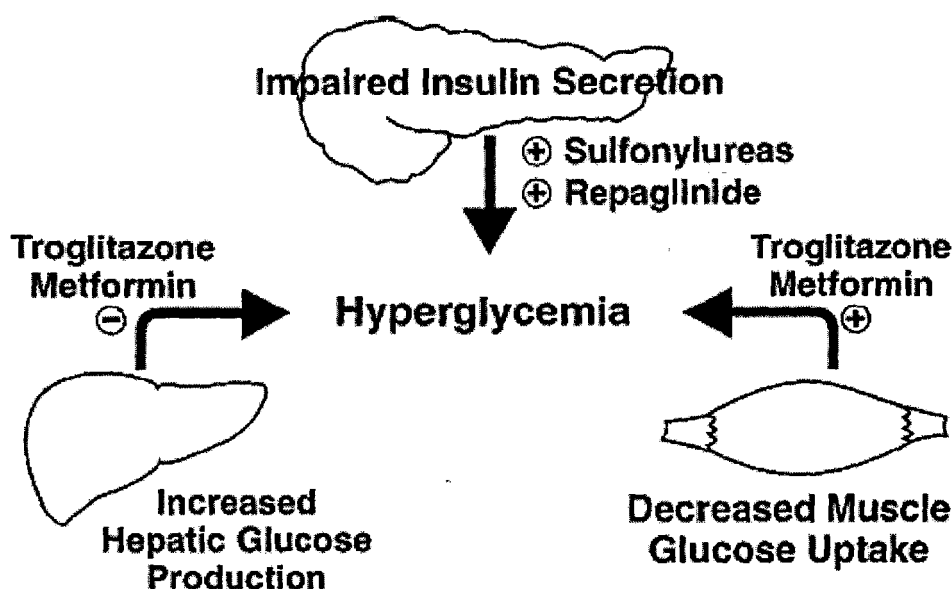 Impaired Insulin Secretion
⊕ Sulfonylureas
⊕ Repaglinide
Troglitazone
Metformin
⊖
Hyperglycemia
Troglitazone
Metformin
⊕
Increased
Hepatic Glucose
Production
Decreased Muscle
Glucose Uptake